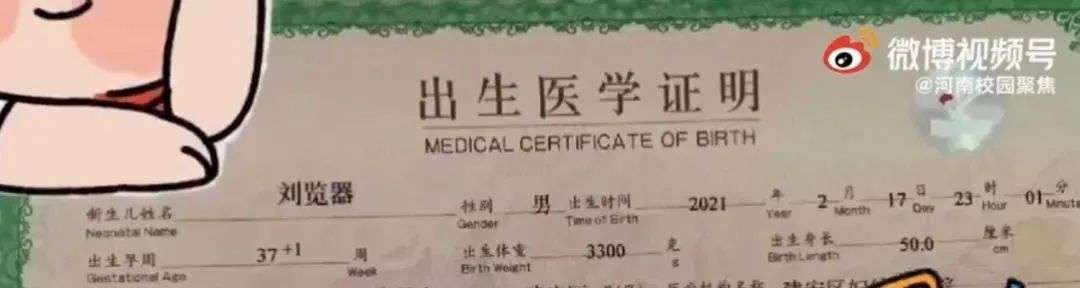 微博视频号
@河南校园聚焦
出生医学证明
MEDICAL CERTIFICATE OF BIRTH
新生儿姓名 刘览器 性别 男 出生时间 2021 年 2 月 17 日 23 时 01 分
Neonatal Name Gender Time of Birth Year Month Day Hour Minute
出生孕周 37+1 周 出生体重 3300 克 出生身长 50.0 厘米
Gestational Age Week Birth Weight g Birth Length cm